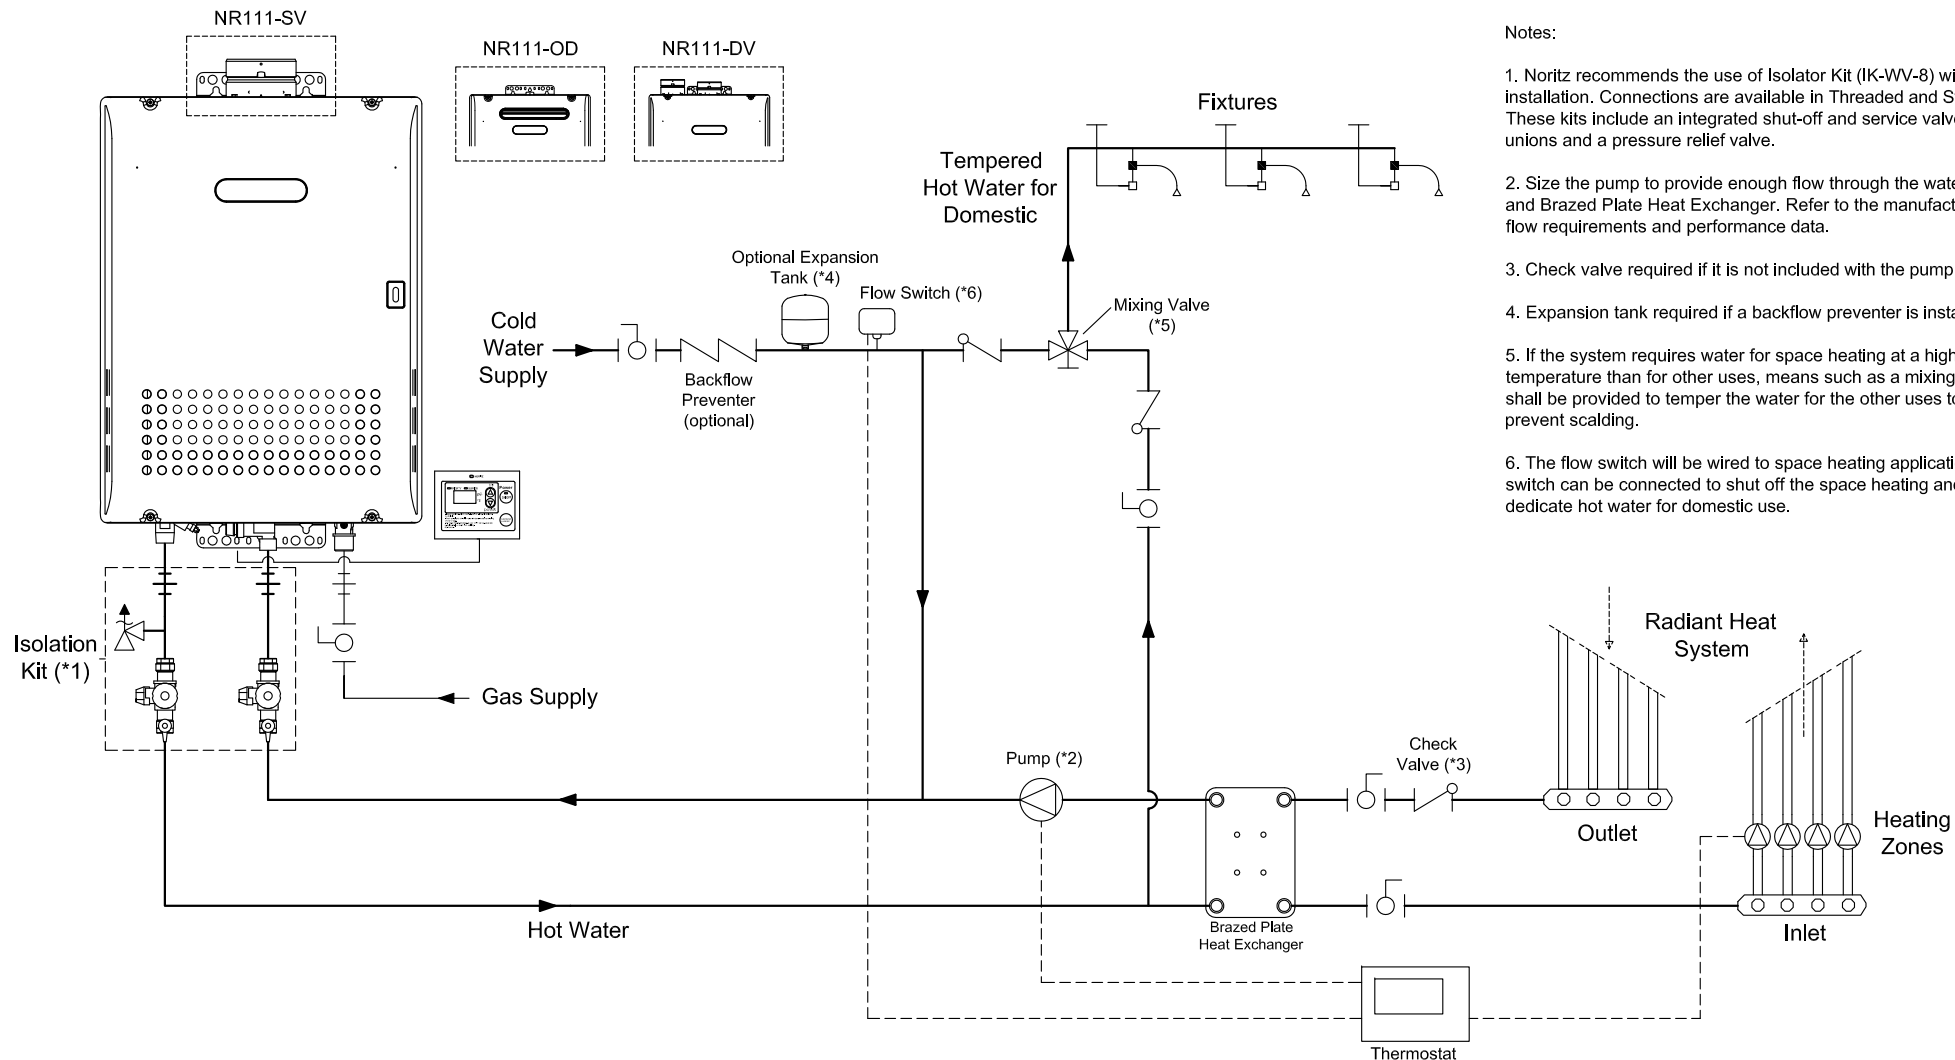 NR111-SV
NR111-OD
NR111-DV
Fixtures
Tempered
Hot Water for
Domestic
Optional Expansion
Tank (*4)
Flow Switch (*6)
Mixing Valve
(*5)
Cold
Water
Supply
Backflow
Preventer
(optional)
Isolation
Kit (*1)
Gas Supply
Pump (*2)
Check
Valve (*3)
Radiant Heat
System
Outlet
Heating
Zones
Inlet
Hot Water
Brazed Plate
Heat Exchanger
Thermostat
Notes:
1. Noritz recommends the use of Isolator Kit (IK-WV-8) wi
installation. Connections are available in Threaded and S
These kits include an integrated shut-off and service valv
unions and a pressure relief valve.
2. Size the pump to provide enough flow through the wate
and Brazed Plate Heat Exchanger. Refer to the manufact
flow requirements and performance data.
3. Check valve required if it is not included with the pump
4. Expansion tank required if a backflow preventer is insta
5. If the system requires water for space heating at a high
temperature than for other uses, means such as a mixing
shall be provided to temper the water for the other uses to
prevent scalding.
6. The flow switch will be wired to space heating applicati
switch can be connected to shut off the space heating and
dedicate hot water for domestic use.